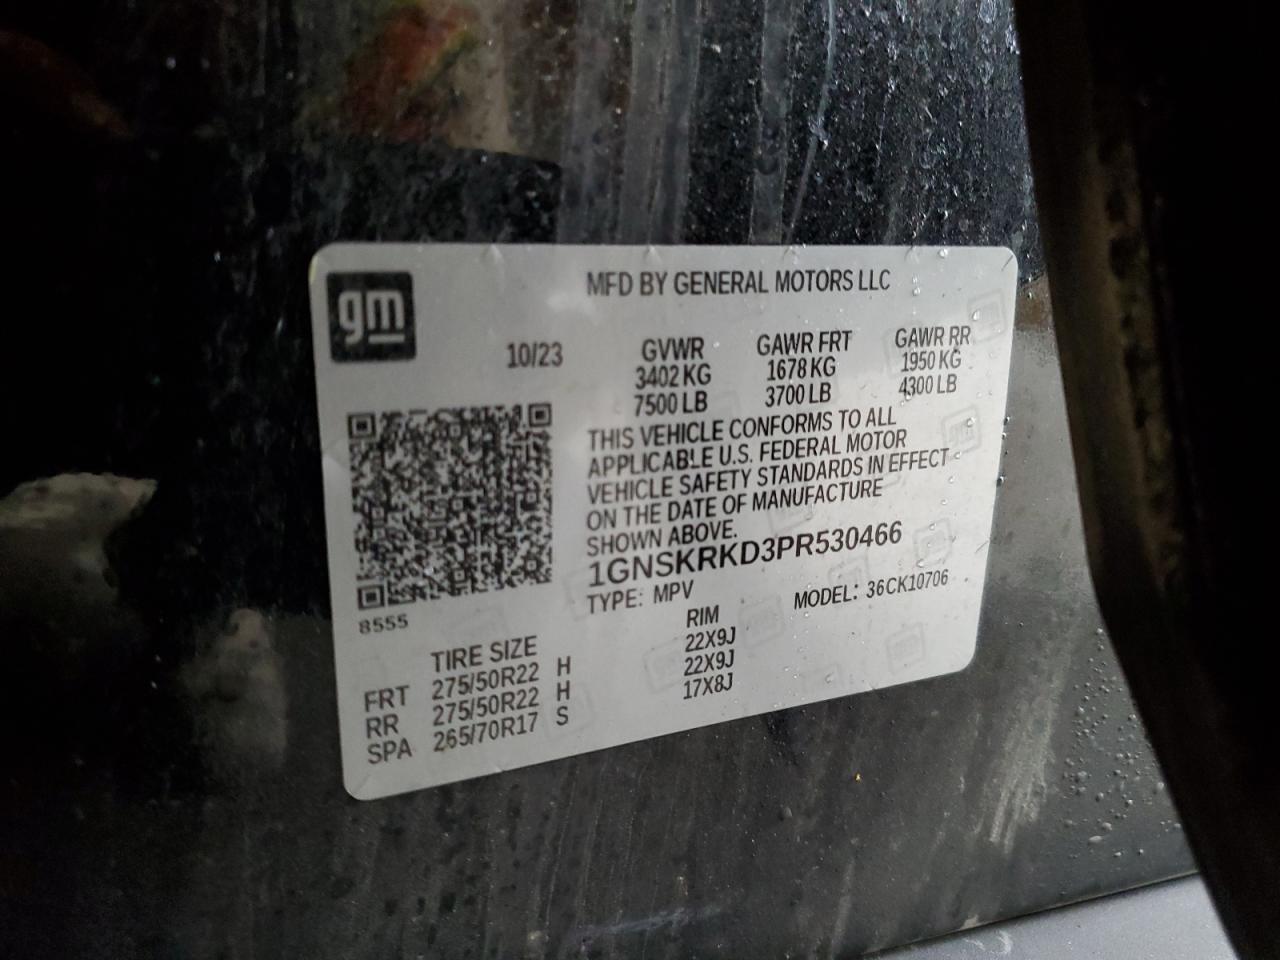 gm
MFD BY GENERAL MOTORS LLC
10/23
GVWR GAWR FRT GAWR RR
3402 KG 1678 KG 1950 KG
7500 LB 3700 LB 4300 LB
THIS VEHICLE CONFORMS TO ALL
APPLICABLE U.S. FEDERAL MOTOR
VEHICLE SAFETY STANDARDS IN EFFECT
ON THE DATE OF MANUFACTURE
SHOWN ABOVE.
1GNSKRKD3PR530466
TYPE: MPV MODEL: 36CK10706
8555
TIRE SIZE RIM
FRT 275/50R22 H 22X9J
RR 275/50R22 H 22X9J
SPA 265/70R17 S 17X8J